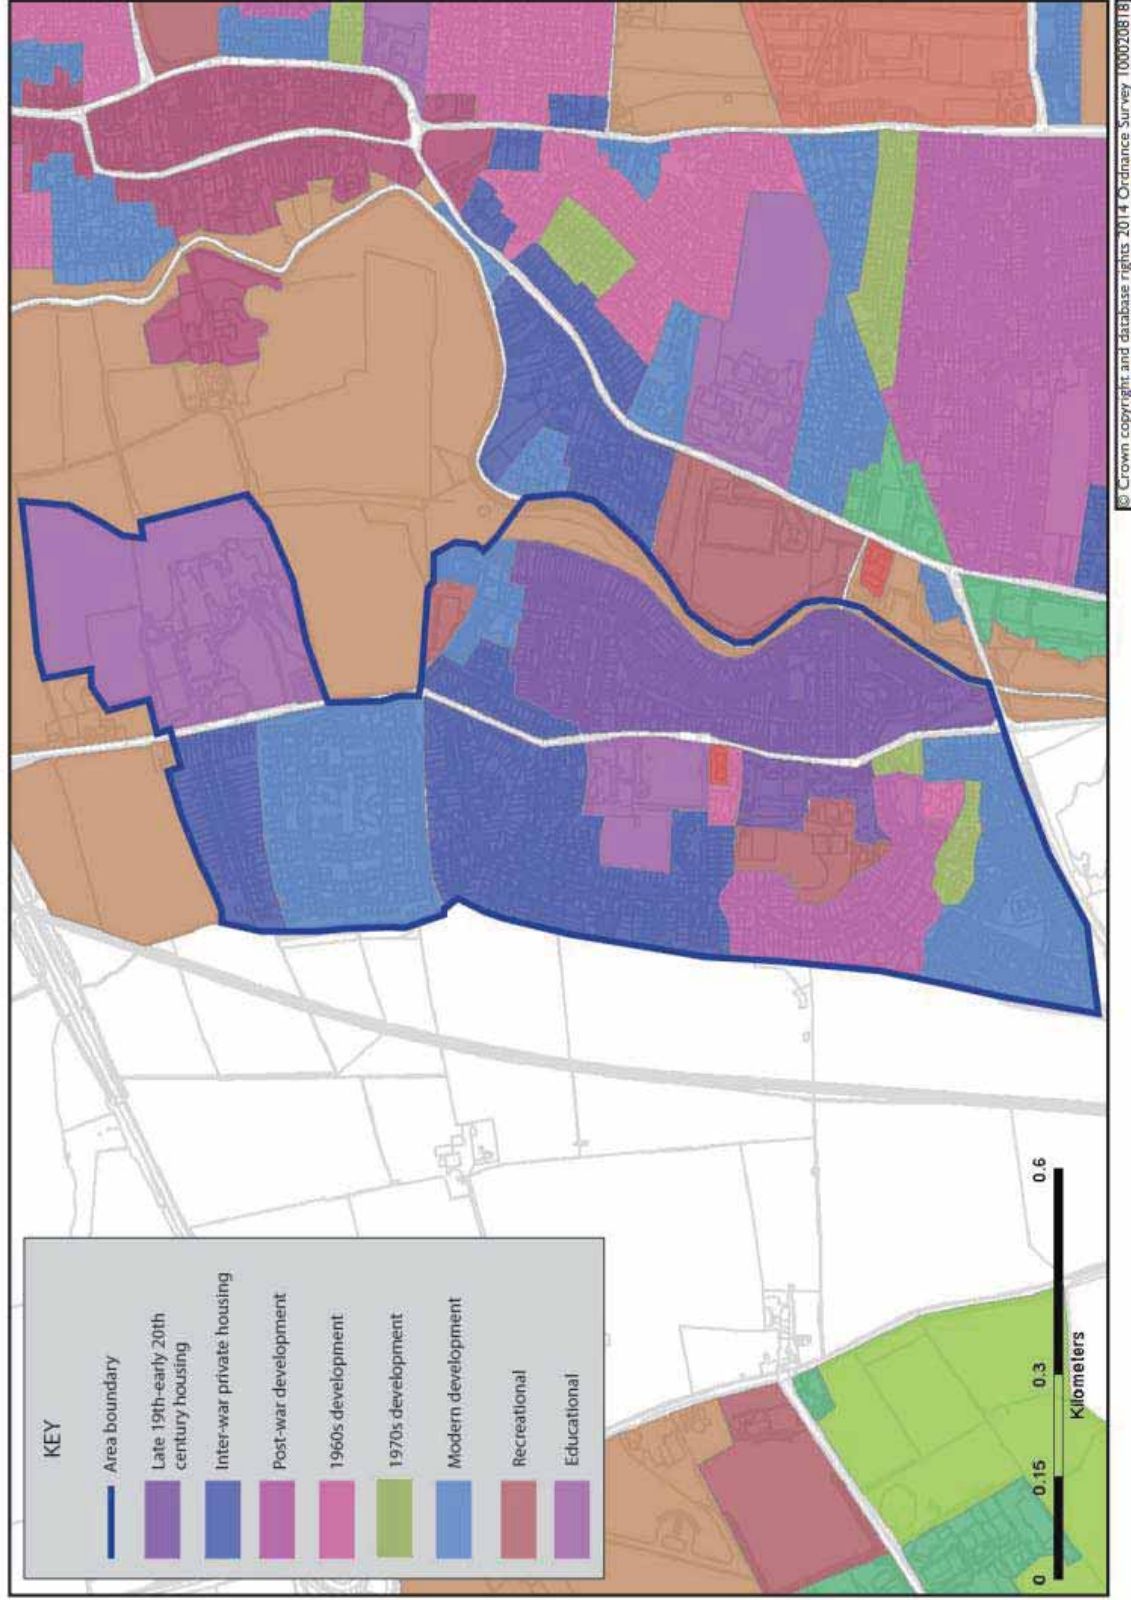 KEY
Area boundary
Late 19th-early 20th
century housing
Inter-war private housing
Post-war development
1960s development
1970s development
Modern development
Recreational
Educational
0 0.15 0.3 0.6
Kilometers
© Crown copyright and database rights 2014 Ordnance Survey 100020818